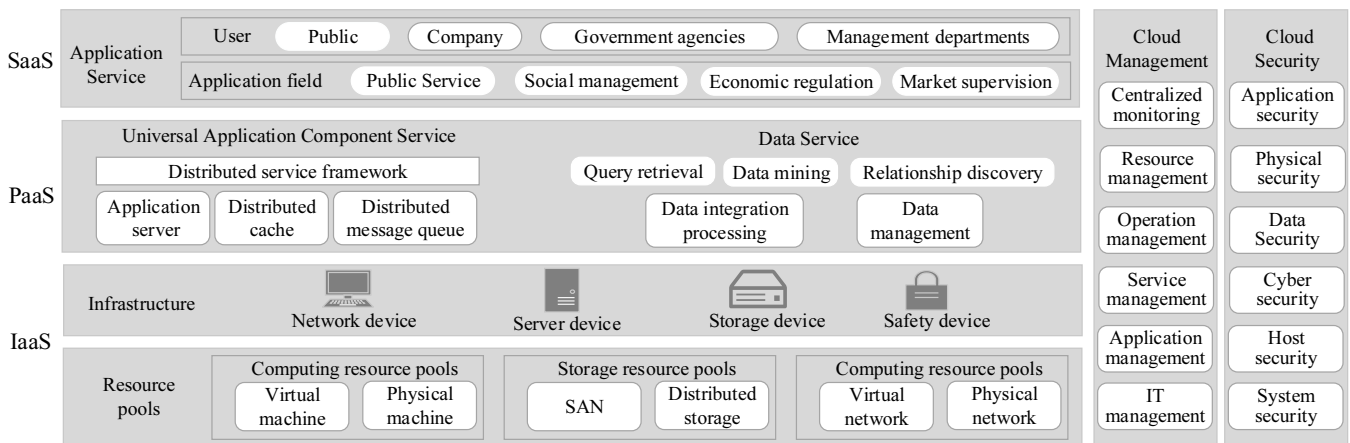 SaaS
Application
Service
User
Public
Company
Government agencies
Management departments
Application field
Public Service
Social management
Economic regulation
Market supervision
PaaS
Universal Application Component Service
Distributed service framework
Application
server
Distributed
cache
Distributed
message queue
Data Service
Query retrieval
Data mining
Relationship discovery
Data integration
processing
Data
management
IaaS
Infrastructure
Network device
Server device
Storage device
Safety device
Resource
pools
Computing resource pools
Virtual
machine
Physical
machine
Storage resource pools
SAN
Distributed
storage
Computing resource pools
Virtual
network
Physical
network
Cloud
Management
Centralized
monitoring
Resource
management
Operation
management
Service
management
Application
management
IT
management
Cloud
Security
Application
security
Physical
security
Data
Security
Cyber
security
Host
security
System
security